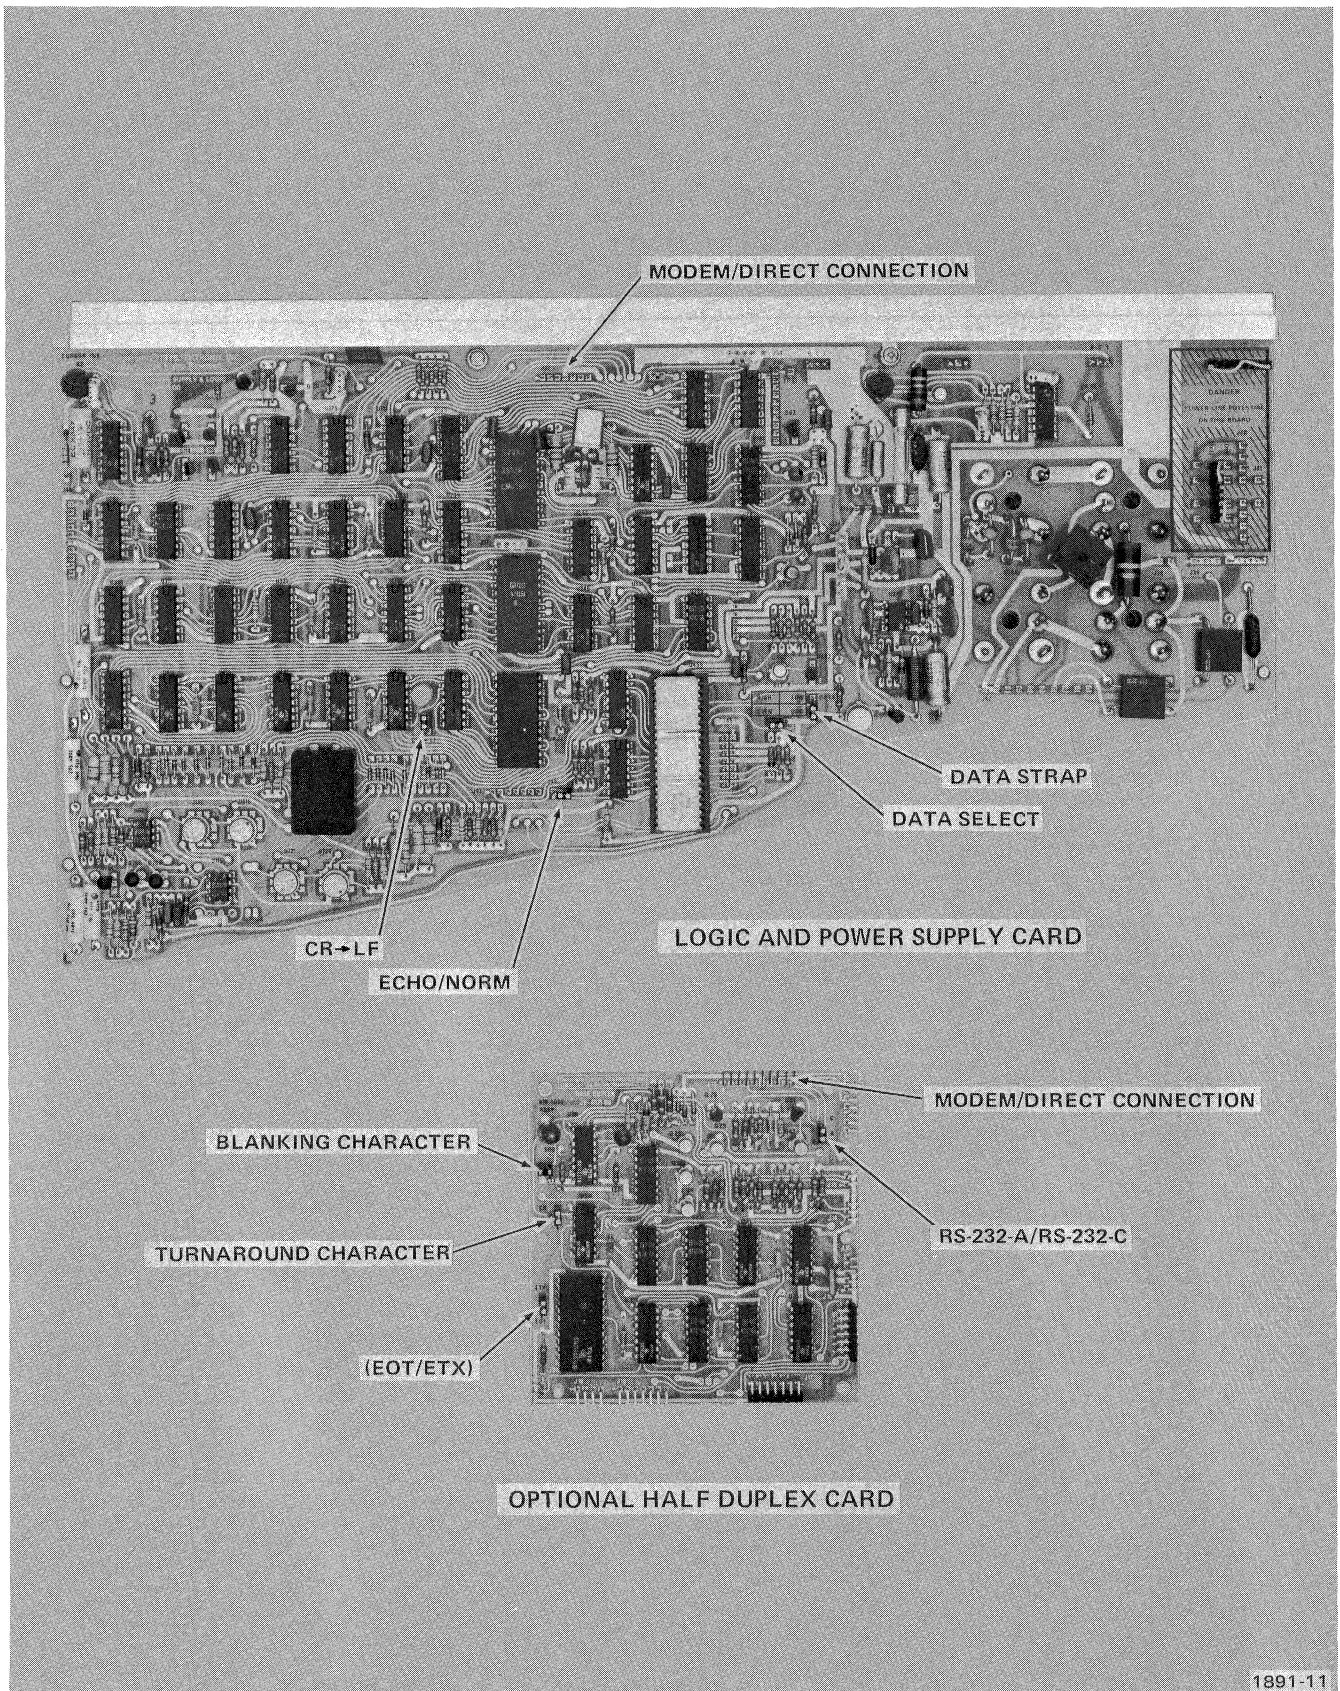 MODEM/DIRECT CONNECTION
DANGER
DATA STRAP
DATA SELECT
CR→LF
ECHO/NORM
LOGIC AND POWER SUPPLY CARD
MODEM/DIRECT CONNECTION
BLANKING CHARACTER
RS-232-A/RS-232-C
TURNAROUND CHARACTER
(EOT/ETX)
OPTIONAL HALF DUPLEX CARD
1891-11